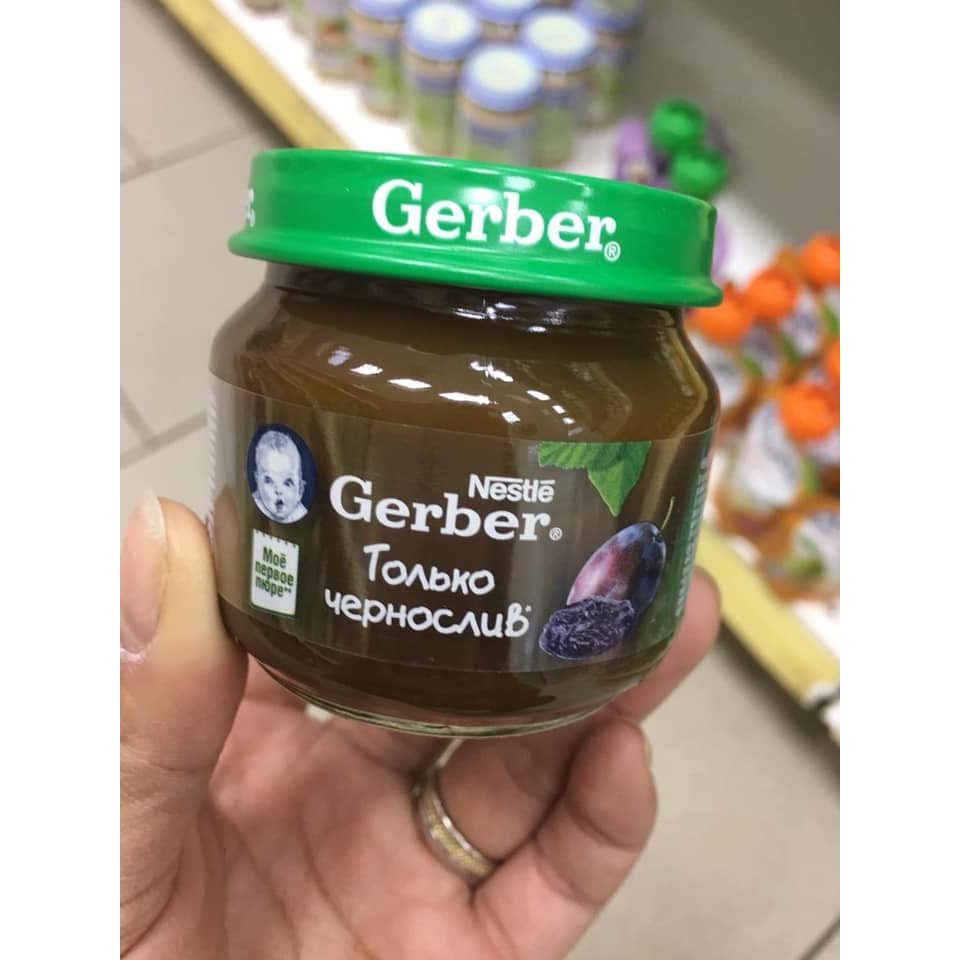 Gerber®
Nestlé
Gerber®
Только
чернослив*
Моё
первое
пюре**